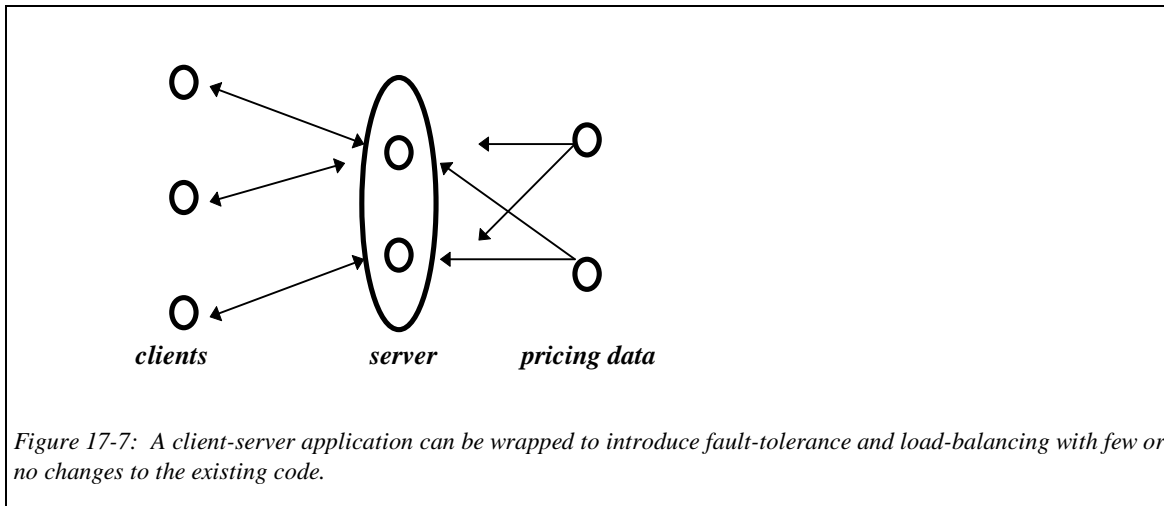 clients server pricing data
Figure 17-7: A client-server application can be wrapped to introduce fault-tolerance and load-balancing with few or
no changes to the existing code.